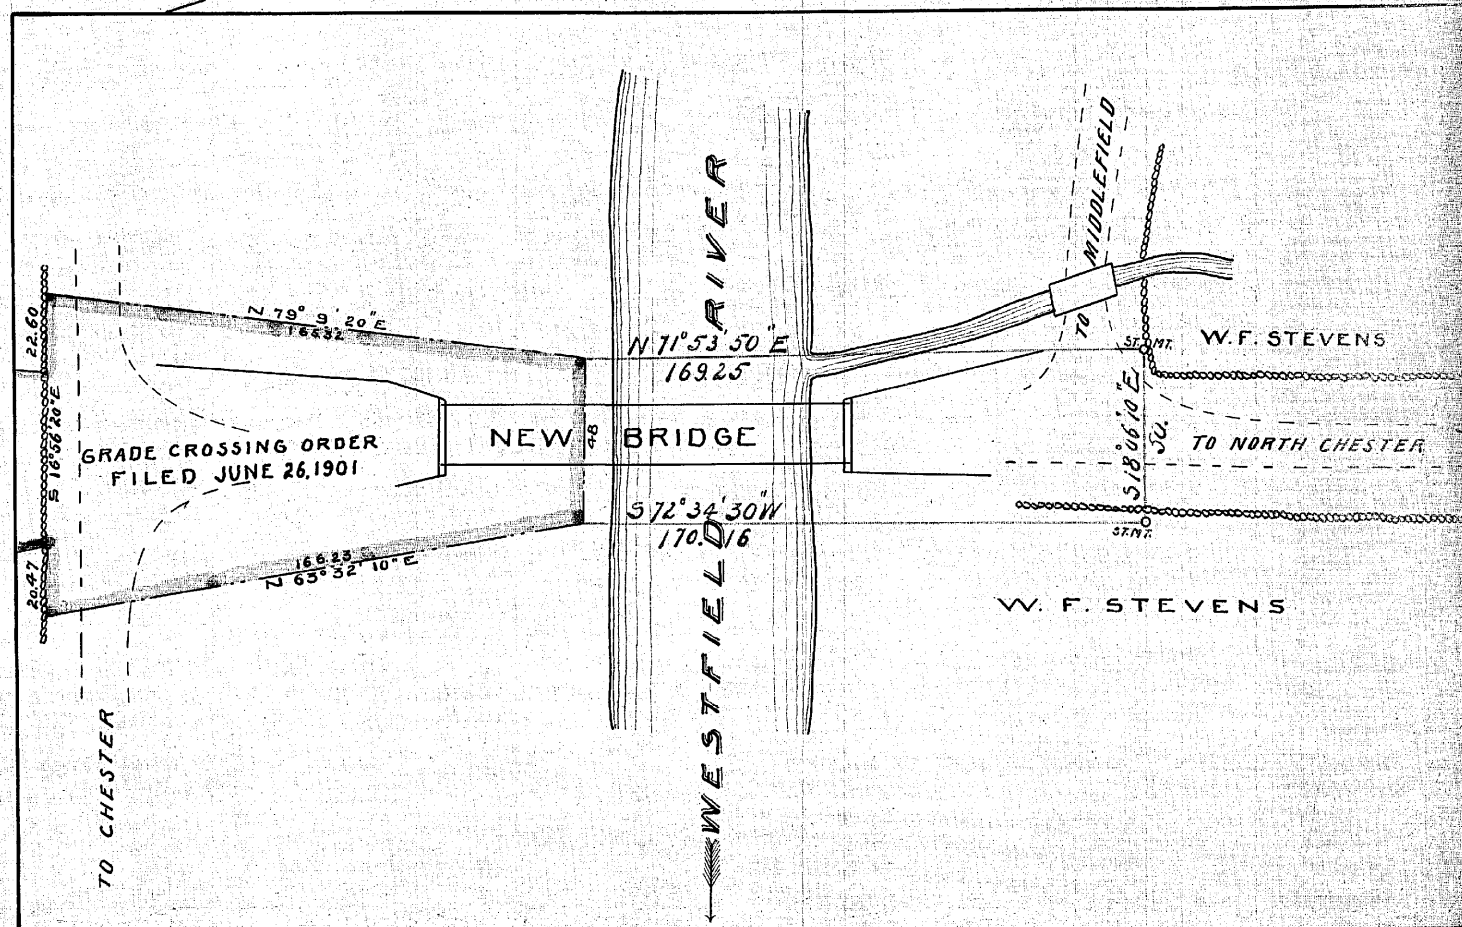 TO MIDDLEFIELD
WESTFIELD RIVER
N 79° 9' 20" E
165.32
22.60
S 16° 56' 20" E
20.47
N 71° 53' 50" E
169.25
ST. MT.
W. F. STEVENS
GRADE CROSSING ORDER
FILED JUNE 26, 1901
NEW BRIDGE
48
S 18° 06' 10" E
50.
TO NORTH CHESTER
S 72° 34' 30" W
170.16
ST. MT.
166.23
N 63° 32' 10" E
W. F. STEVENS
TO CHESTER